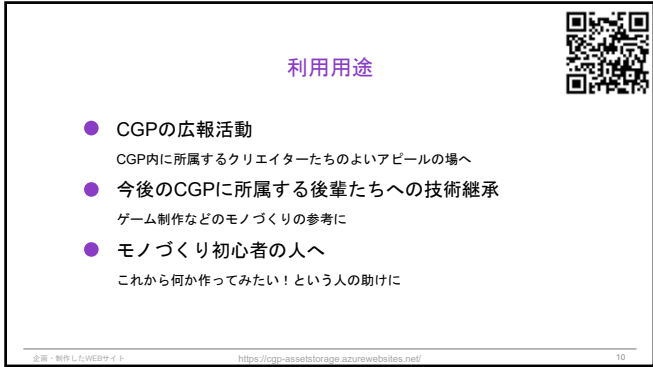 利用用途
CGPの広報活動
CGP内に所属するクリエイターたちのよいアピールの場へ
今後のCGPに所属する後輩たちへの技術継承
ゲーム制作などのモノづくりの参考に
モノづくり初心者の人へ
これから何か作ってみたい！という人の助けに
企画・制作したWEBサイト
https://cgp-assetstorage.azurewebsites.net/
10